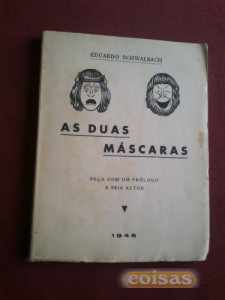 EDUARDO SCHWALBACH
AS DUAS
MÁSCARAS
PEÇA COM UM PRÓLOGO
E SEIS ACTOS
1946
coisas